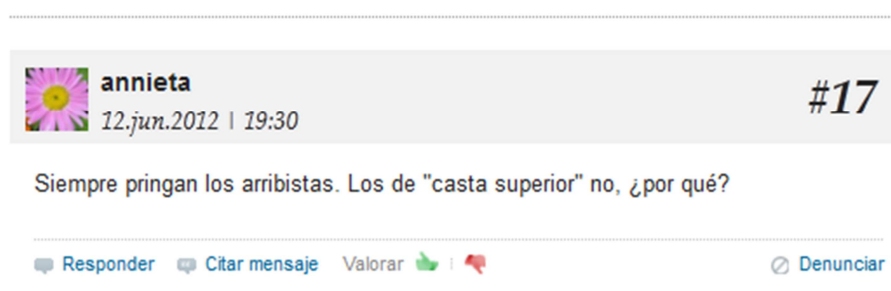 annieta
#17
12.jun.2012 | 19:30
Siempre pringan los arribistas. Los de "casta superior" no, ¿por qué?
Responder Citar mensaje Valorar Denunciar